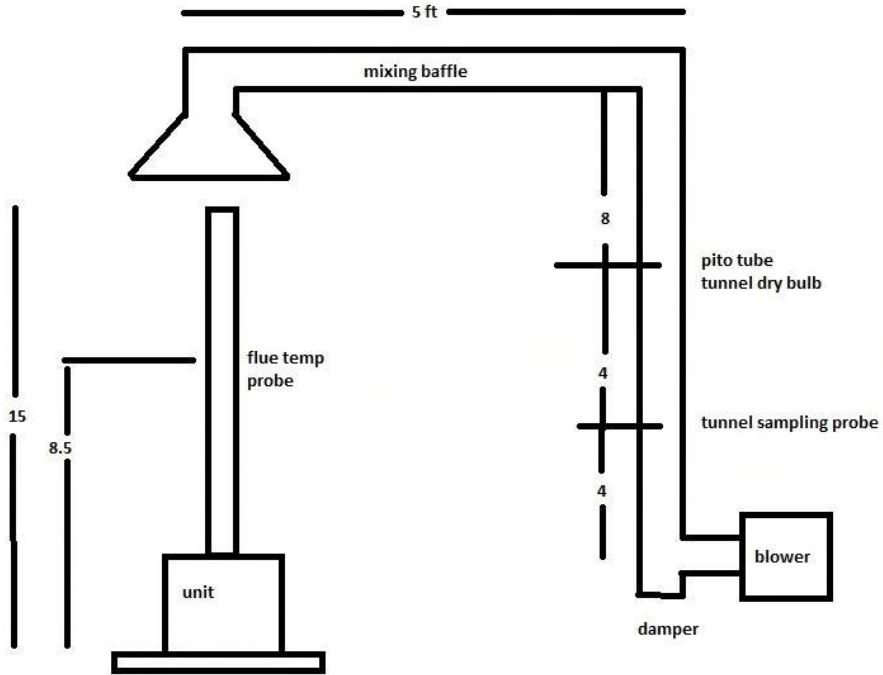 5 ft
mixing baffle
8
pito tube
tunnel dry bulb
flue temp
probe
4
15
tunnel sampling probe
8.5
4
blower
unit
damper